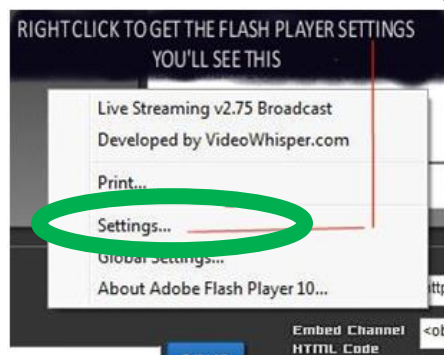 RIGHTCLICK TO GET THE FLASH PLAYER SETTINGS
YOU'LL SEE THIS
Live Streaming v2.75 Broadcast
Developed by VideoWhisper.com
Print...
Settings...
Global Settings...
About Adobe Flash Player 10...
Embed Channel
HTML Code